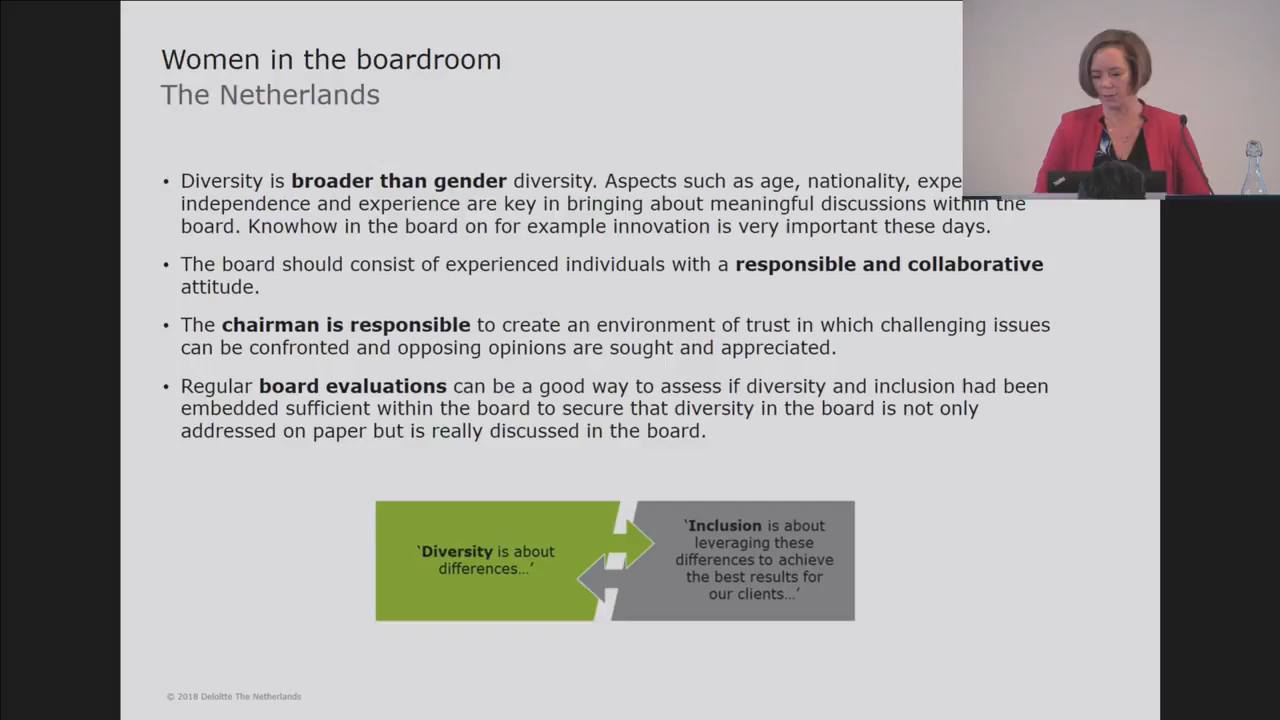 Women in the boardroom
The Netherlands
• Diversity is broader than gender diversity. Aspects such as age, nationality, expe
independence and experience are key in bringing about meaningful discussions within the
board. Knowhow in the board on for example innovation is very important these days.
• The board should consist of experienced individuals with a responsible and collaborative
attitude.
• The chairman is responsible to create an environment of trust in which challenging issues
can be confronted and opposing opinions are sought and appreciated.
• Regular board evaluations can be a good way to assess if diversity and inclusion had been
embedded sufficient within the board to secure that diversity in the board is not only
addressed on paper but is really discussed in the board.
‘Diversity is about
differences…’
‘Inclusion is about
leveraging these
differences to achieve
the best results for
our clients…’
© 2018 Deloitte The Netherlands